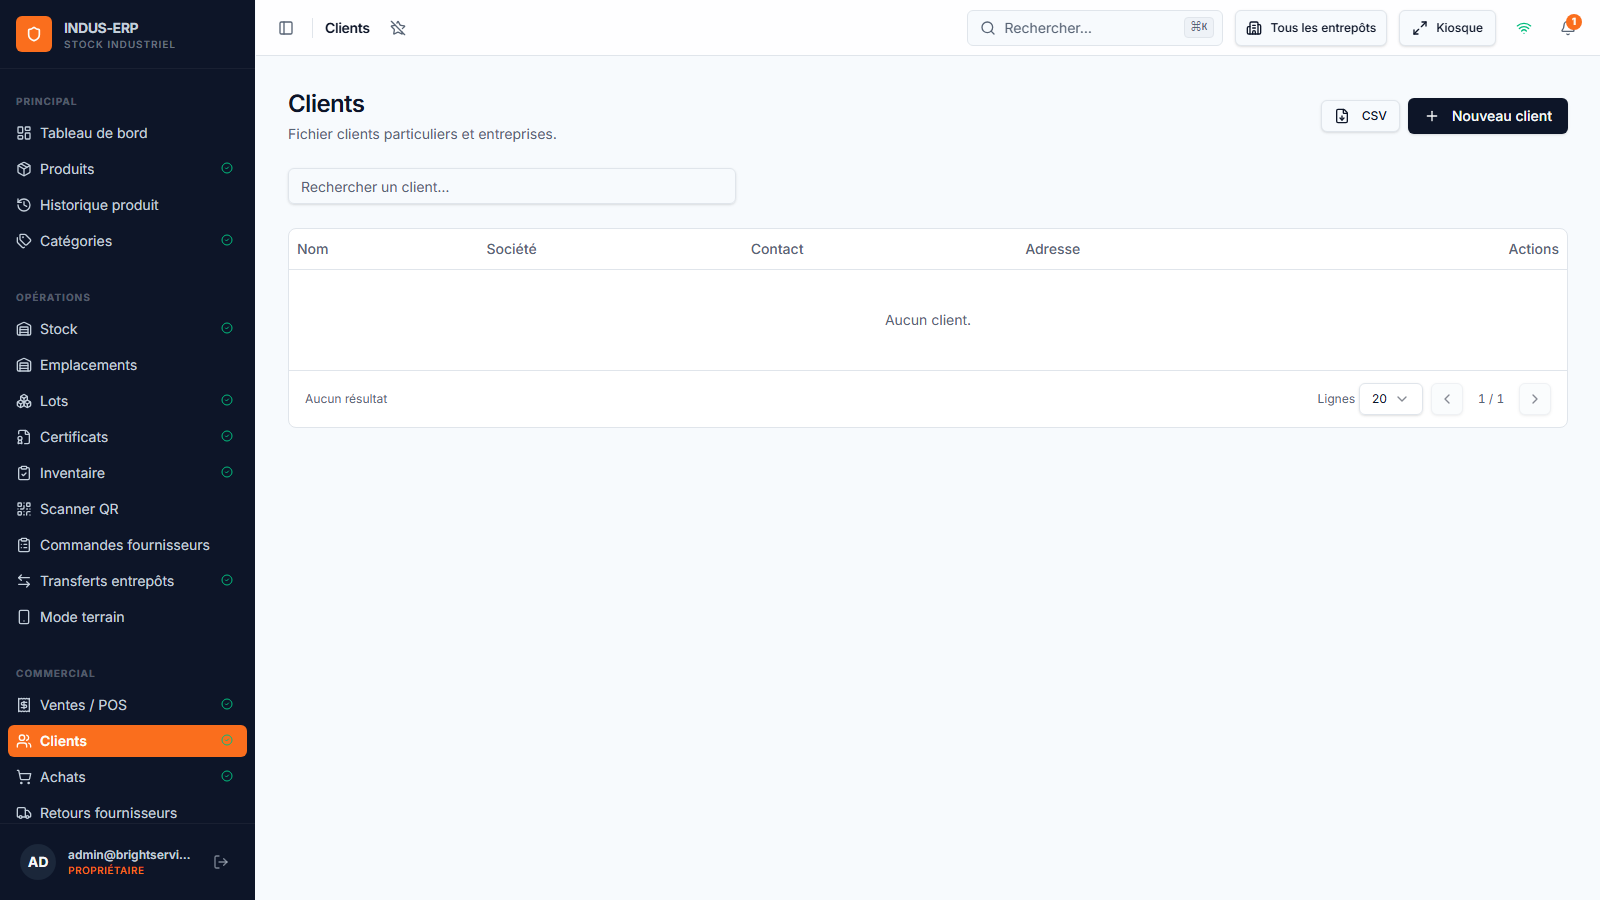 INDUS-ERP
STOCK INDUSTRIEL
PRINCIPAL
Tableau de bord
Produits
Historique produit
Catégories
OPÉRATIONS
Stock
Emplacements
Lots
Certificats
Inventaire
Scanner QR
Commandes fournisseurs
Transferts entrepôts
Mode terrain
COMMERCIAL
Ventes / POS
Clients
Achats
Retours fournisseurs
AD
admin@brightservi...
PROPRIÉTAIRE
Clients
Rechercher...
⌘K
Tous les entrepôts
Kiosque
1
Clients
Fichier clients particuliers et entreprises.
CSV
Nouveau client
Rechercher un client...
Nom Société Contact Adresse Actions
Aucun client.
Aucun résultat
Lignes 20 1 / 1